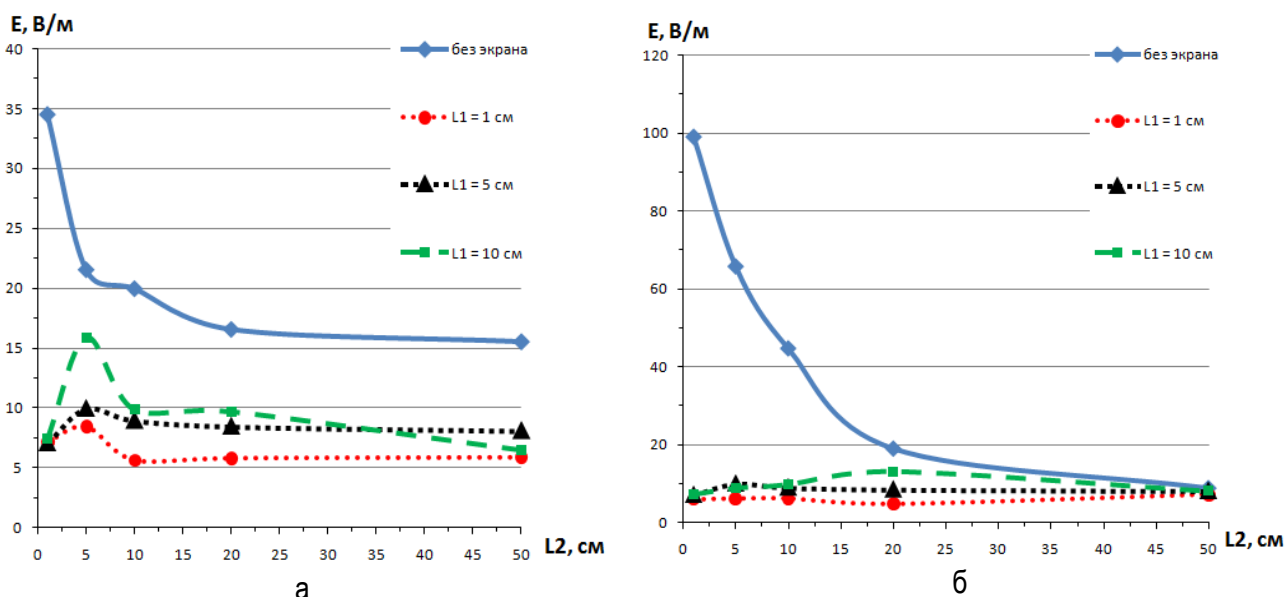 E, В/м
40
35
30
25
20
15
10
5
0
0 5 10 15 20 25 30 35 40 45 50
L2, см
без экрана
L1 = 1 см
L1 = 5 см
L1 = 10 см
а
E, В/м
120
100
80
60
40
20
0
0 5 10 15 20 25 30 35 40 45 50
L2, см
без экрана
L1 = 1 см
L1 = 5 см
L1 = 10 см
б